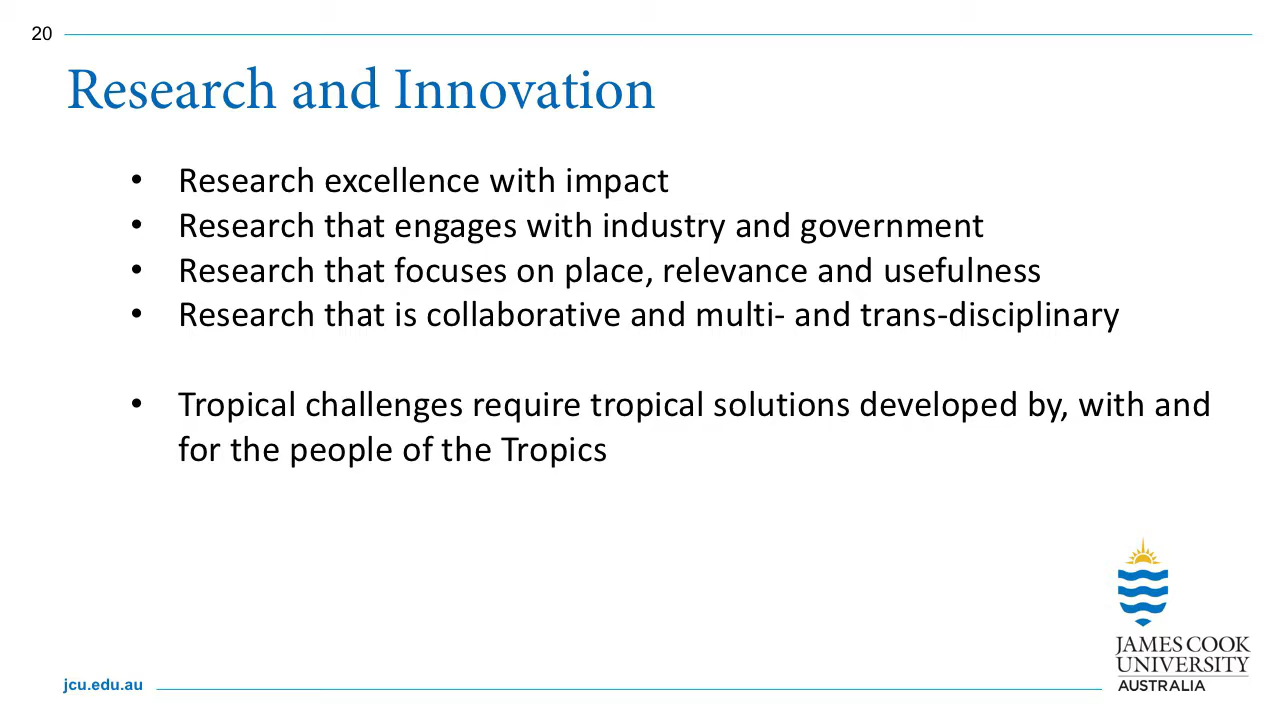 20
Research and Innovation
• Research excellence with impact
• Research that engages with industry and government
• Research that focuses on place, relevance and usefulness
• Research that is collaborative and multi- and trans-disciplinary
• Tropical challenges require tropical solutions developed by, with and
for the people of the Tropics
JAMES COOK
UNIVERSITY
AUSTRALIA
jcu.edu.au